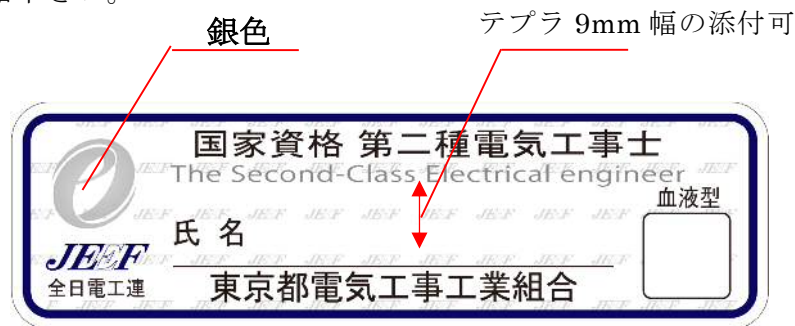 銀色
テプラ 9mm 幅の添付可
国家資格 第二種電気工事士
The Second-Class Electrical engineer
血液型
氏 名
JEEF
全日電工連
東京都電気工事工業組合